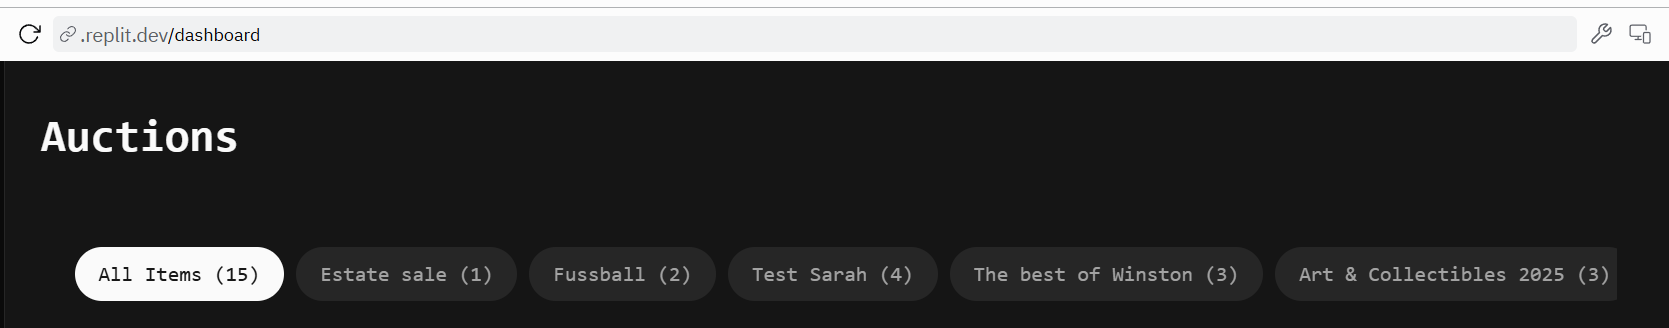 .replit.dev/dashboard
Auctions
All Items (15) Estate sale (1) Fussball (2) Test Sarah (4) The best of Winston (3) Art & Collectibles 2025 (3)